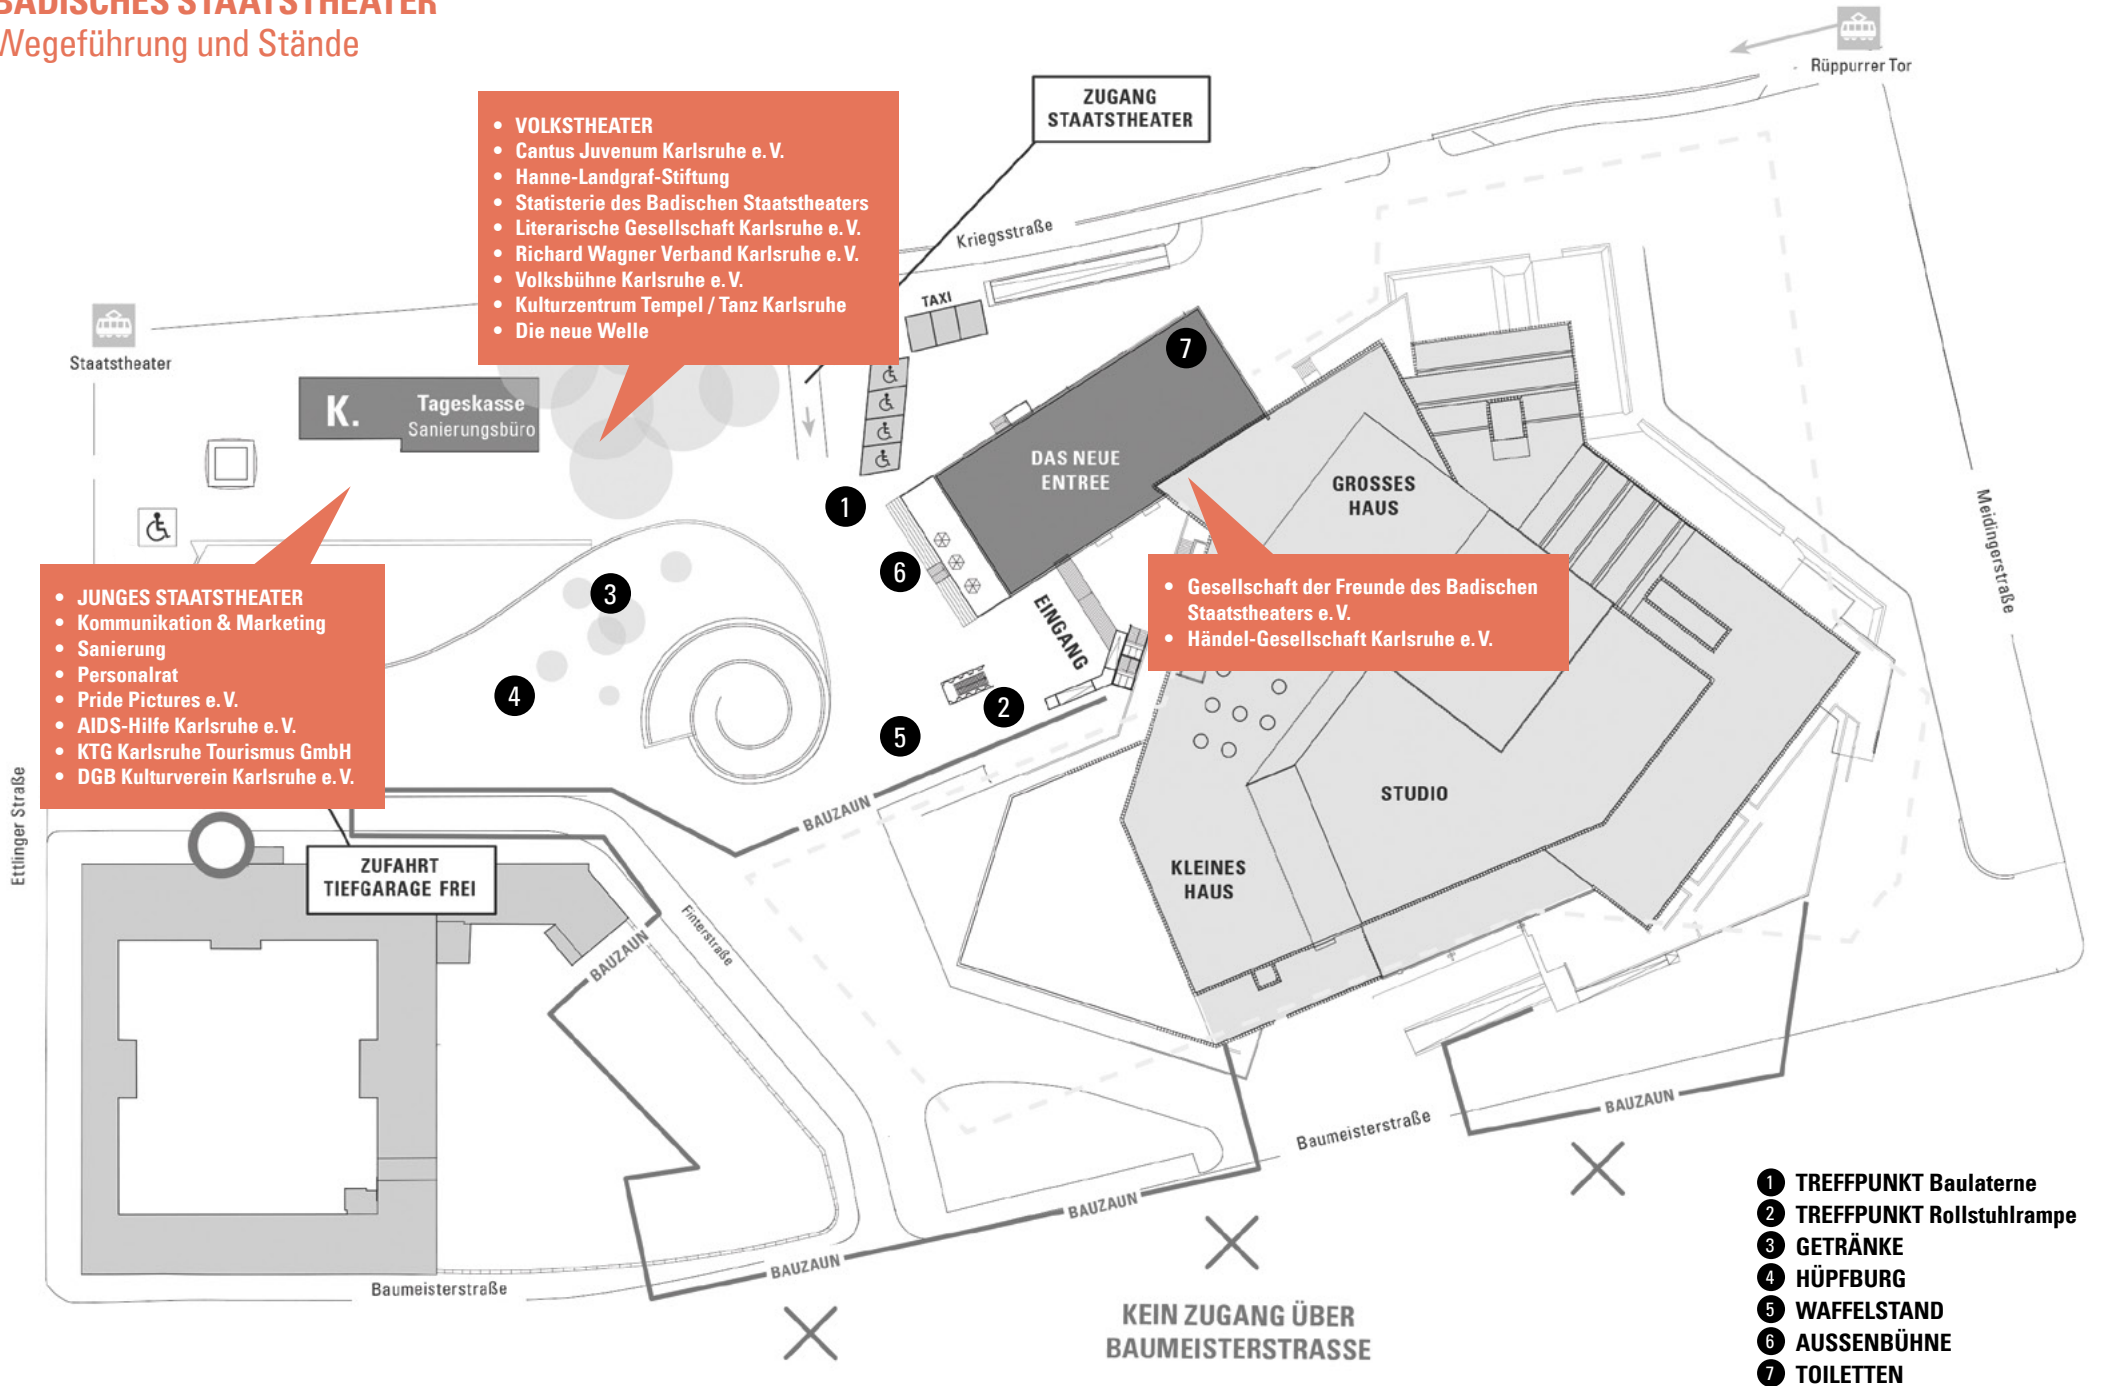 BADISCHES STAATSTHEATER
Wegeführung und Stände
Rüppurrer Tor
ZUGANG
STAATSTHEATER
• VOLKSTHEATER
• Cantus Juvenum Karlsruhe e. V.
• Hanne-Landgraf-Stiftung
• Statisterie des Badischen Staatstheaters
• Literarische Gesellschaft Karlsruhe e. V.
• Richard Wagner Verband Karlsruhe e. V.
• Volksbühne Karlsruhe e. V.
• Kulturzentrum Tempel / Tanz Karlsruhe
• Die neue Welle
Kriegsstraße
TAXI
Staatstheater
K.
Tageskasse
Sanierungsbüro
7
DAS NEUE
ENTREE
GROSSES
HAUS
1
6
3
4
5
2
EINGANG
Meidingerstraße
• Gesellschaft der Freunde des Badischen
Staatstheaters e. V.
• Händel-Gesellschaft Karlsruhe e. V.
• JUNGES STAATSTHEATER
• Kommunikation & Marketing
• Sanierung
• Personalrat
• Pride Pictures e. V.
• AIDS-Hilfe Karlsruhe e. V.
• KTG Karlsruhe Tourismus GmbH
• DGB Kulturverein Karlsruhe e. V.
Ettlinger Straße
STUDIO
BAUZAUN
KLEINES
HAUS
ZUFAHRT
TIEFGARAGE FREI
Finterstraße
BAUZAUN
BAUZAUN
Baumeisterstraße
BAUZAUN
BAUZAUN
Baumeisterstraße
KEIN ZUGANG ÜBER
BAUMEISTERSTRASSE
1 TREFFPUNKT Baulaterne
2 TREFFPUNKT Rollstuhlrampe
3 GETRÄNKE
4 HÜPFBURG
5 WAFFELSTAND
6 AUSSENBÜHNE
7 TOILETTEN